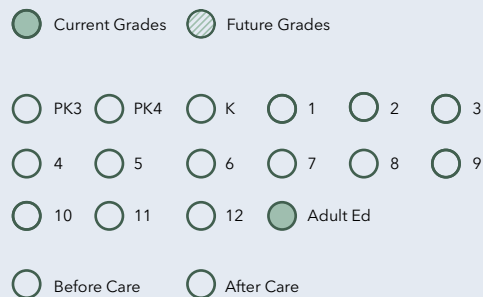 Current Grades Future Grades
PK3 PK4 K 1 2 3
4 5 6 7 8 9
10 11 12 Adult Ed
Before Care After Care